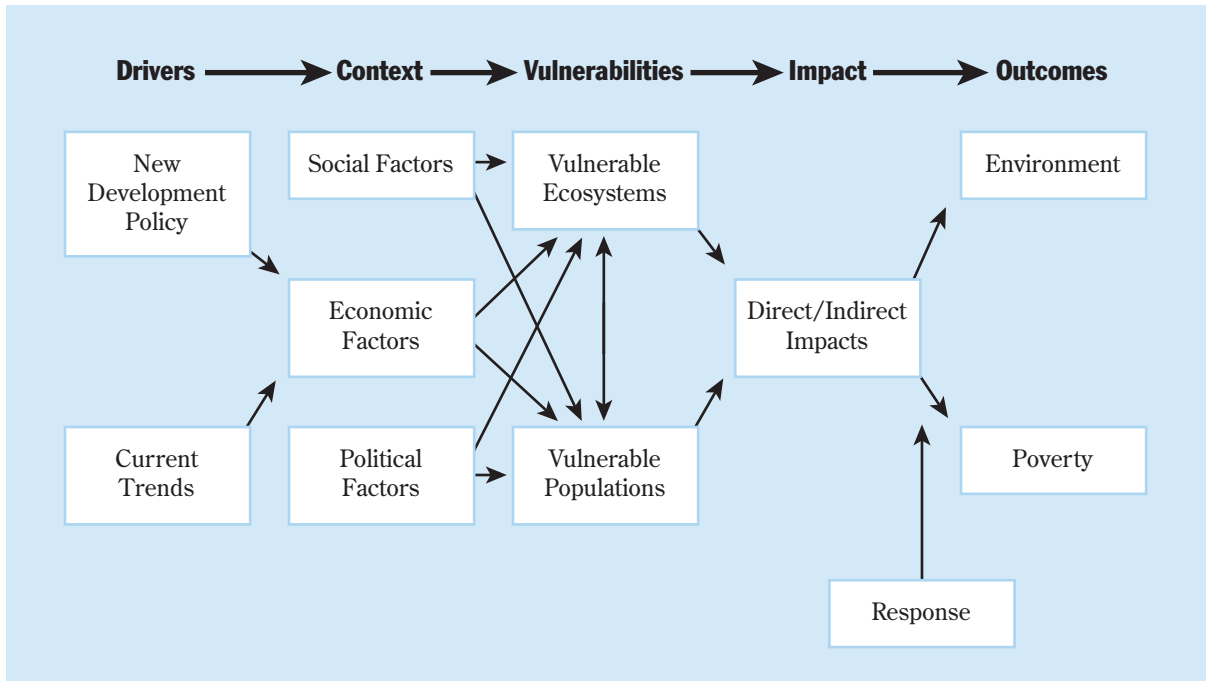 Drivers Context Vulnerabilities Impact Outcomes
New
Development
Policy
Social Factors
Vulnerable
Ecosystems
Environment
Economic
Factors
Direct/Indirect
Impacts
Current
Trends
Political
Factors
Vulnerable
Populations
Poverty
Response